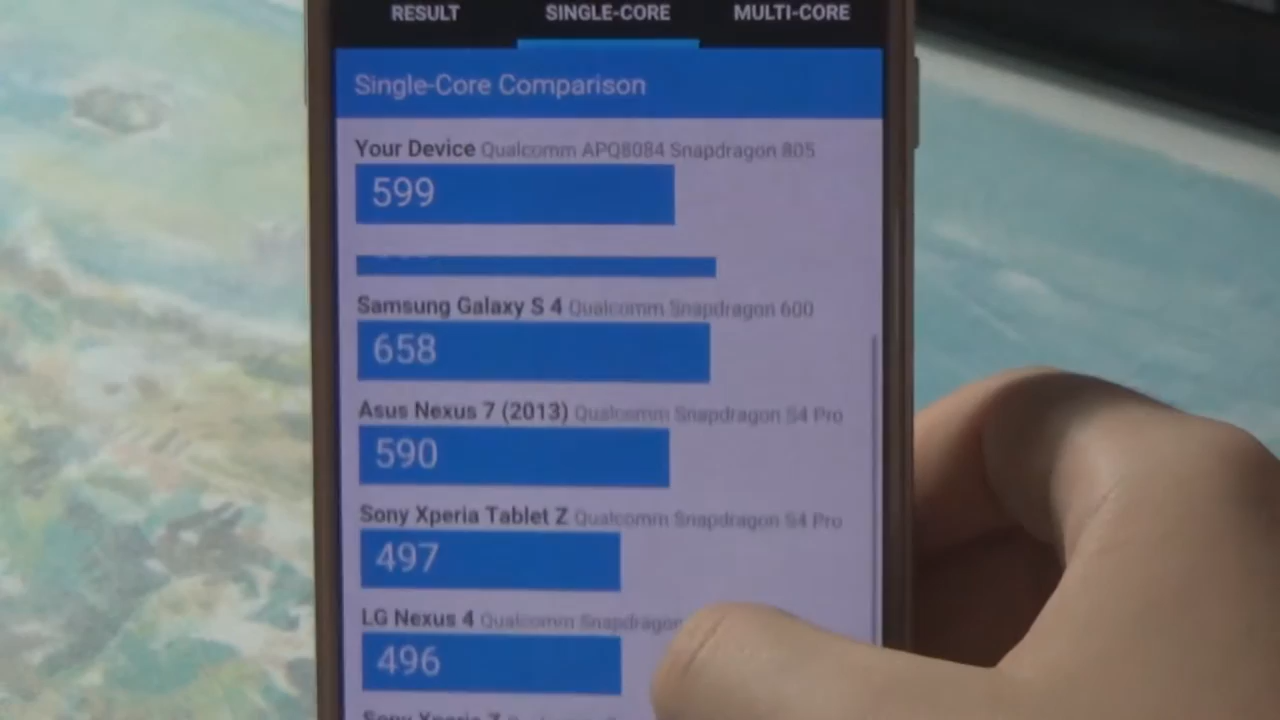 RESULT SINGLE-CORE MULTI-CORE
Single-Core Comparison
Your Device Qualcomm APQ8084 Snapdragon 805
599
Samsung Galaxy S 4 Qualcomm Snapdragon 600
658
Asus Nexus 7 (2013) Qualcomm Snapdragon S4 Pro
590
Sony Xperia Tablet Z Qualcomm Snapdragon S4 Pro
497
LG Nexus 4 Qualcomm Snapdragon
496
Sony Xperia Z